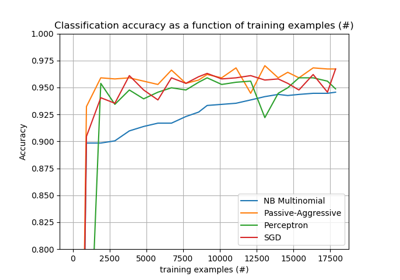 Classification accuracy as a function of training examples (#)
1.000
0.975
0.950
0.925
0.900
0.875
0.850
0.825
0.800
Accuracy
NB Multinomial
Passive-Aggressive
Perceptron
SGD
0 2500 5000 7500 10000 12500 15000 17500
training examples (#)